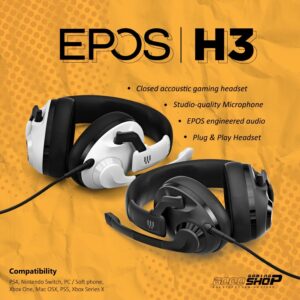 EPOS | H3
• Closed accoustic gaming headset
• Studio-quality Microphone
• EPOS engineered audio
• Plug & Play Headset
Compatibility
PS4, Nintendo Switch, PC / Soft phone,
Xbox One, Mac OSX, PS5, Xbox Series X
GAMING
SHOP